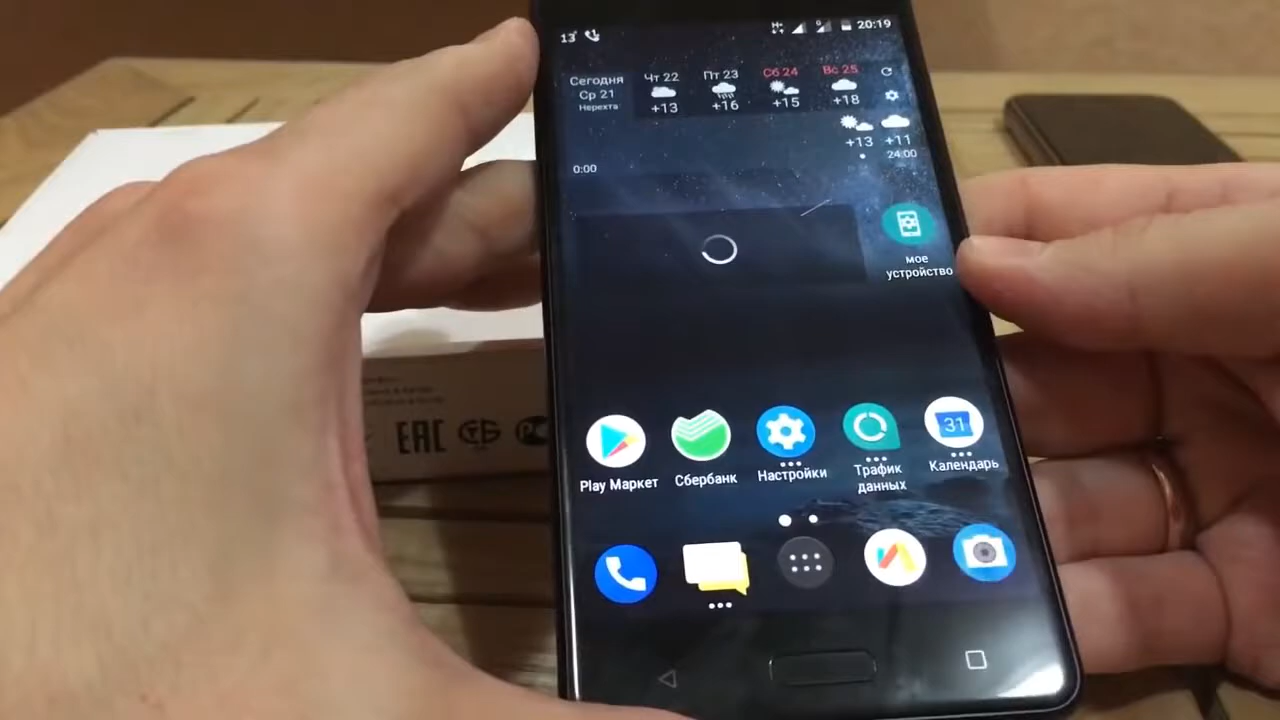 13°
H+
20:19
Сегодня
Ср 21
Нерехта
Чт 22
+13
Пт 23
+16
Сб 24
+15
Вс 25
+18
+13
+11
0:00
24:00
мое
устройство
Play Маркет
Сбербанк
Настройки
Трафик
данных
31
Календарь
EAC